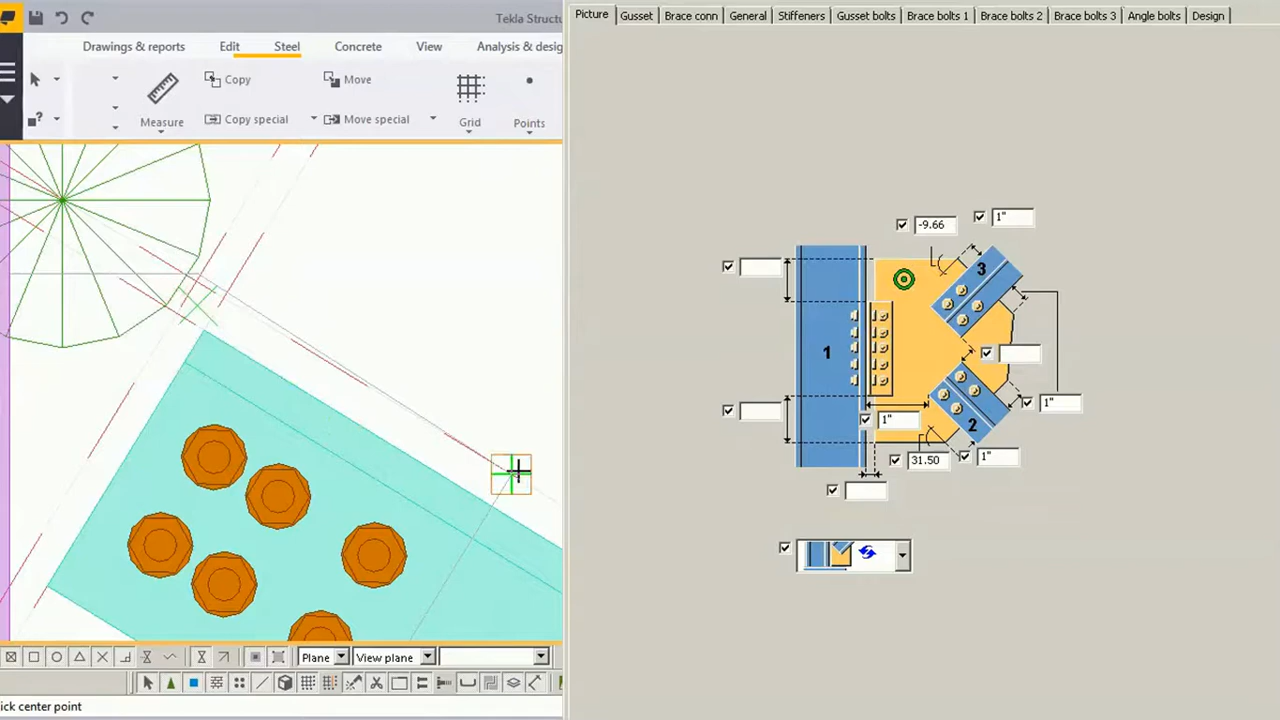 Tekla Struct
Drawings & reports Edit Steel Concrete View Analysis & desig
Measure
Copy
Copy special
Move
Move special
Grid
Points
Picture Gusset Brace conn General Stiffeners Gusset bolts Brace bolts 1 Brace bolts 2 Brace bolts 3 Angle bolts Design
-9.66
1"
3
1
1"
1"
2
31.50
1"
Plane
View plane
ick center point